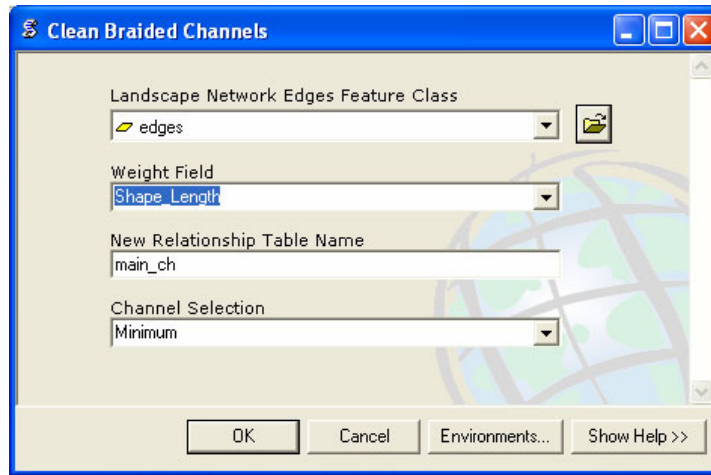 Clean Braided Channels
Landscape Network Edges Feature Class
edges
Weight Field
Shape_Length
New Relationship Table Name
main_ch
Channel Selection
Minimum
OK Cancel Environments... Show Help >>